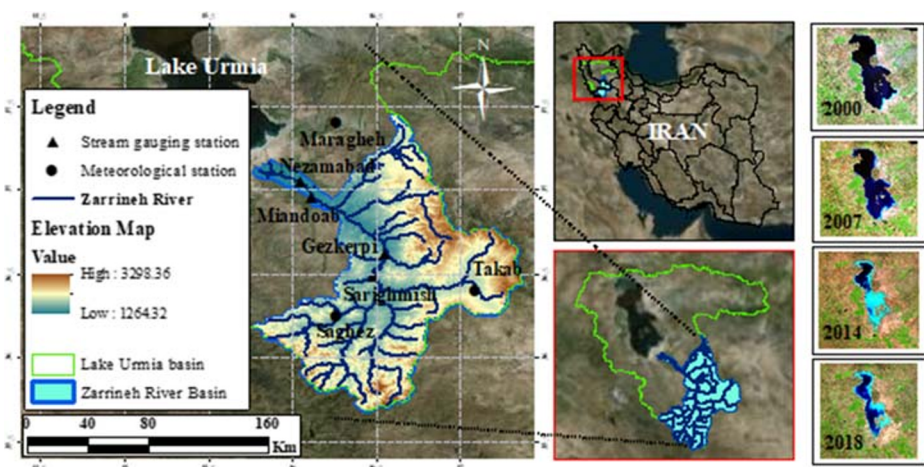 Lake Urmia
N
Legend
Stream gauging station
Meteorological station
Zarrineh River
Elevation Map
Value
High : 3298.36
Low : 1264.32
Lake Urmia basin
Zarrineh River Basin
0 40 80 160
Km
Maragheh
Nezamabad
Miandoab
Gezkerpi
Takab
Sarighmish
Saghez
IRAN
2000
2007
2014
2018